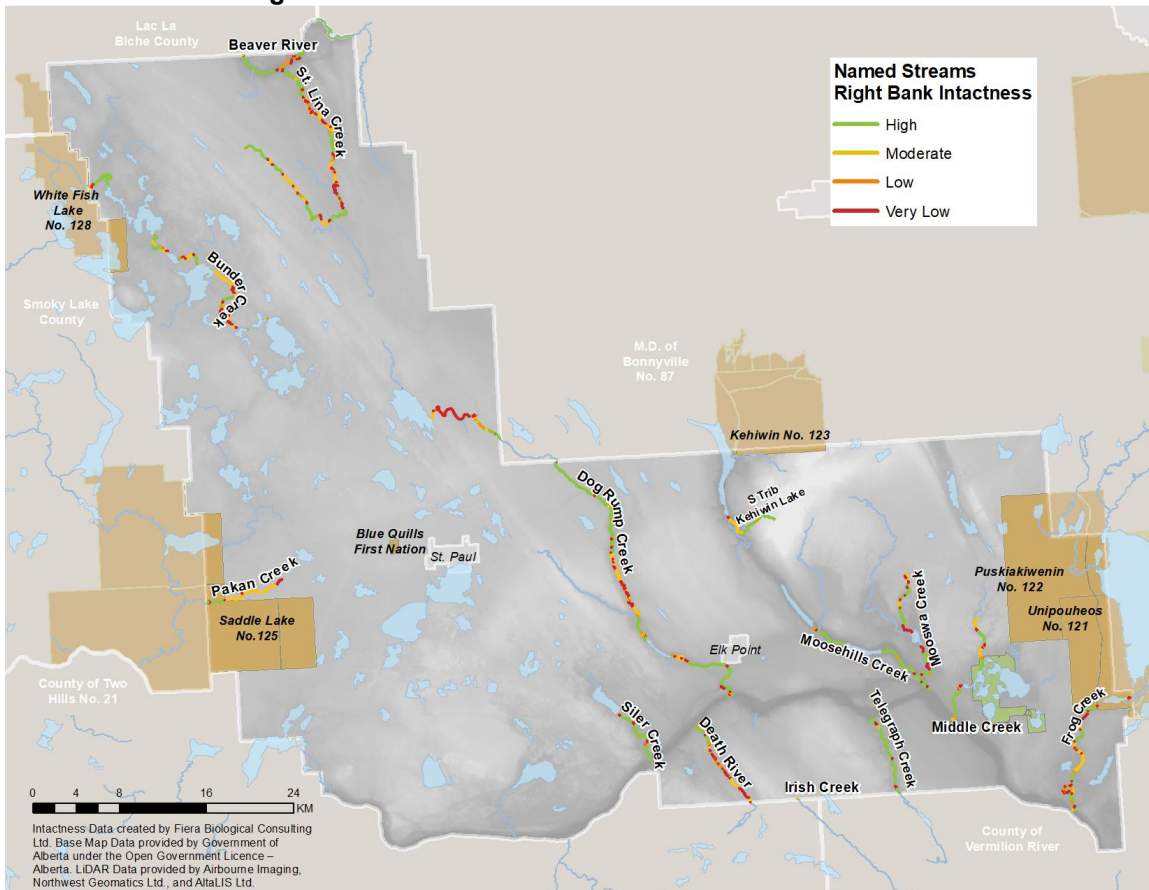 Lac La
Biche County
Beaver River
St. Lina Creek
Named Streams
Right Bank Intactness
High
Moderate
Low
Very Low
White Fish
Lake
No. 128
Bunder
Creek
Smoky Lake
County
M.D. of
Bonnyville
No. 87
Kehiwin No. 123
Dog Rump Creek
S Trib
Kehiwin Lake
Blue Quills
First Nation
St. Paul
Pakan Creek
Saddle Lake
No.125
Puskiakiwenin
No. 122
Unipouheos
No. 121
Mooswa Creek
Moosehills Creek
Elk Point
County of Two
Hills No. 21
Siler Creek
Death River
Telegraph Creek
Middle Creek
Frog Creek
Irish Creek
County of
Vermilion River
0 4 8 16 24
KM
Intactness Data created by Fiera Biological Consulting
Ltd. Base Map Data provided by Government of
Alberta under the Open Government Licence –
Alberta. LiDAR Data provided by Airbourne Imaging,
Northwest Geomatics Ltd., and AltaLIS Ltd.